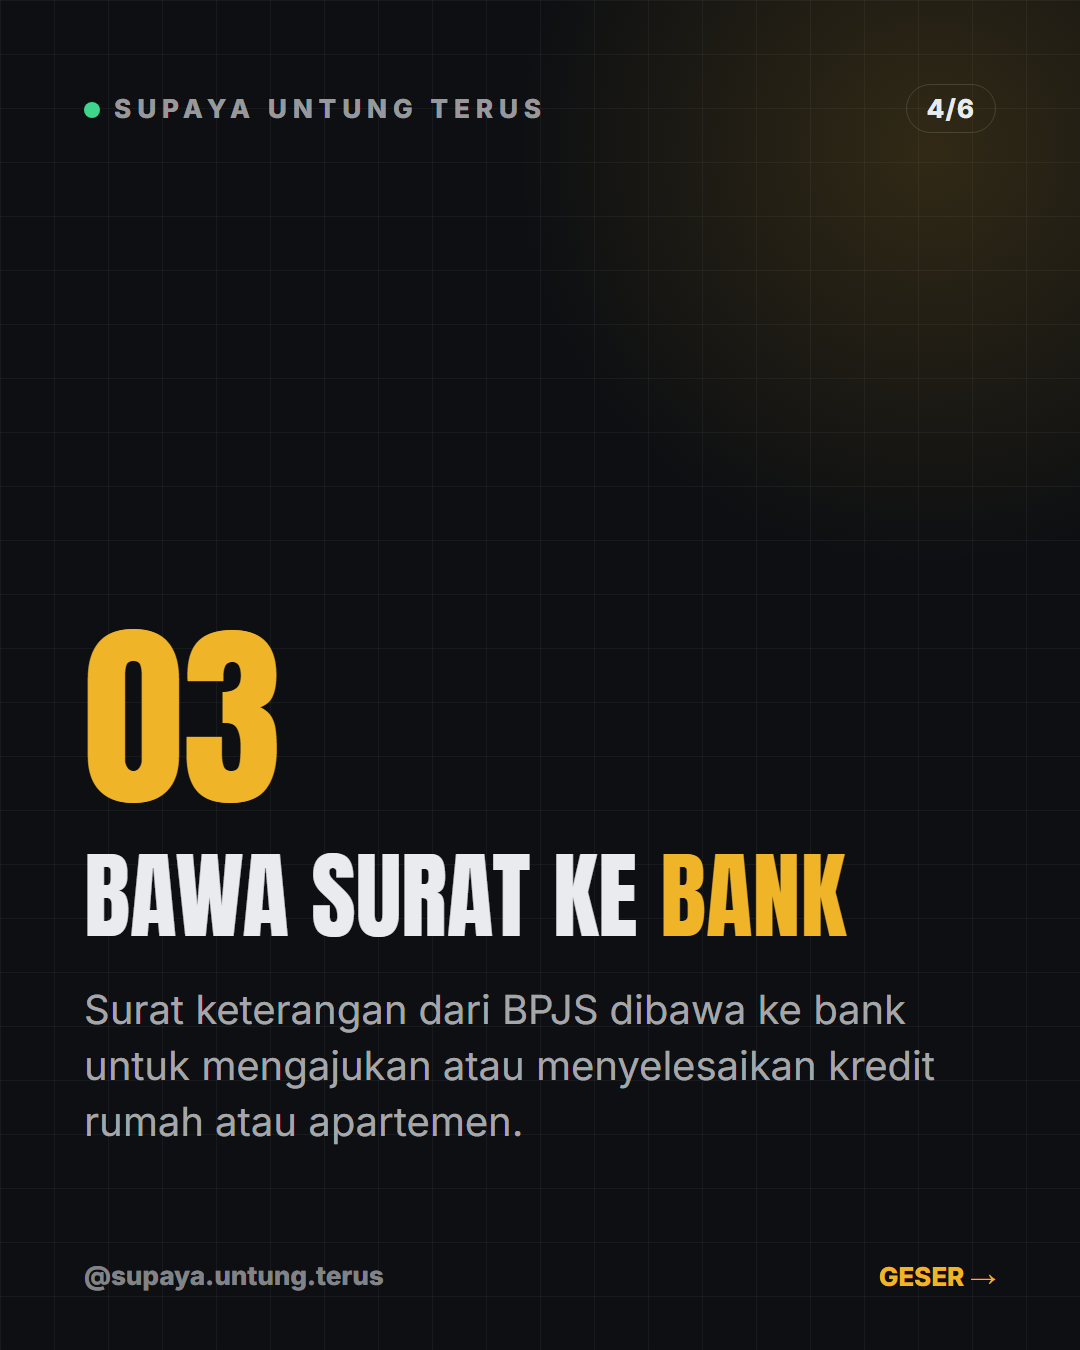 SUPAYA UNTUNG TERUS
4/6
03
BAWA SURAT KE BANK
Surat keterangan dari BPJS dibawa ke bank
untuk mengajukan atau menyelesaikan kredit
rumah atau apartemen.
@supaya.untung.terus
GESER →